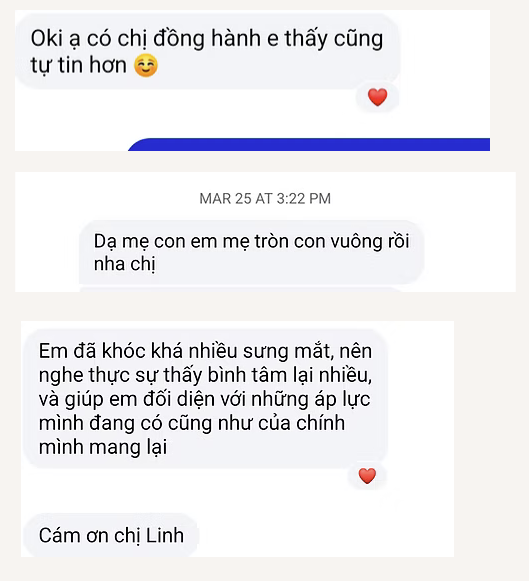 Oki ạ có chị đồng hành e thấy cũng
tự tin hơn ☺️
MAR 25 AT 3:22 PM
Dạ mẹ con em mẹ tròn con vuông rồi
nha chị
Em đã khóc khá nhiều sưng mắt, nên
nghe thực sự thấy bình tâm lại nhiều,
và giúp em đối diện với những áp lực
mình đang có cũng như của chính
mình mang lại
Cám ơn chị Linh